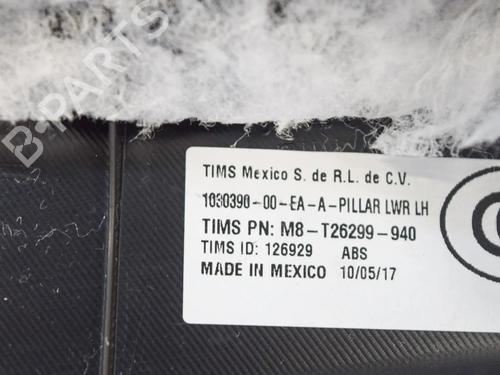 B-PARTS
TIMS Mexico S. de R.L. de C.V.
1030390-00-EA-A-PILLAR LWR LH
TIMS PN: M8-T26299-940
TIMS ID: 126929 ABS
MADE IN MEXICO 10/05/17